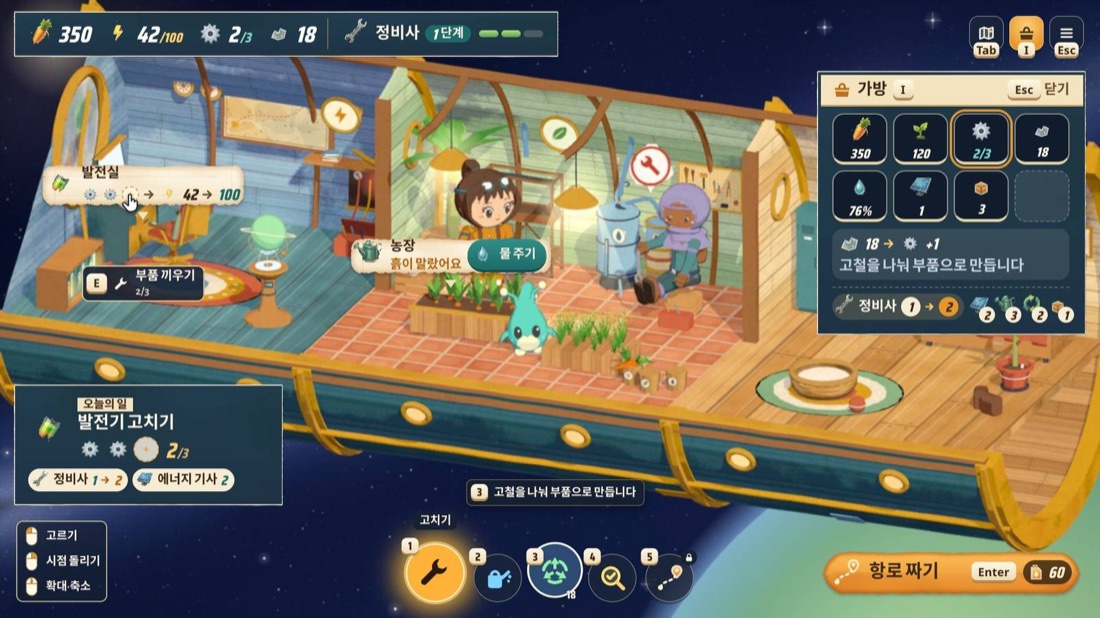 350
42/100
2/3
18
정비사 1단계
Tab
I
Esc
가방 I
Esc 닫기
350
120
2/3
18
76%
1
3
18 → +1
고철을 나눠 부품으로 만듭니다
정비사 1 → 2
2
3
2
1
발전실
→ 42 → 100
E 부품 끼우기
2/3
농장
흙이 말랐어요
물 주기
오늘의 일
발전기 고치기
2/3
정비사 1 → 2
에너지 기사 2
고르기
시점 돌리기
확대·축소
3 고철을 나눠 부품으로 만듭니다
고치기
1
2
3
18
4
5
항로 짜기 Enter 60